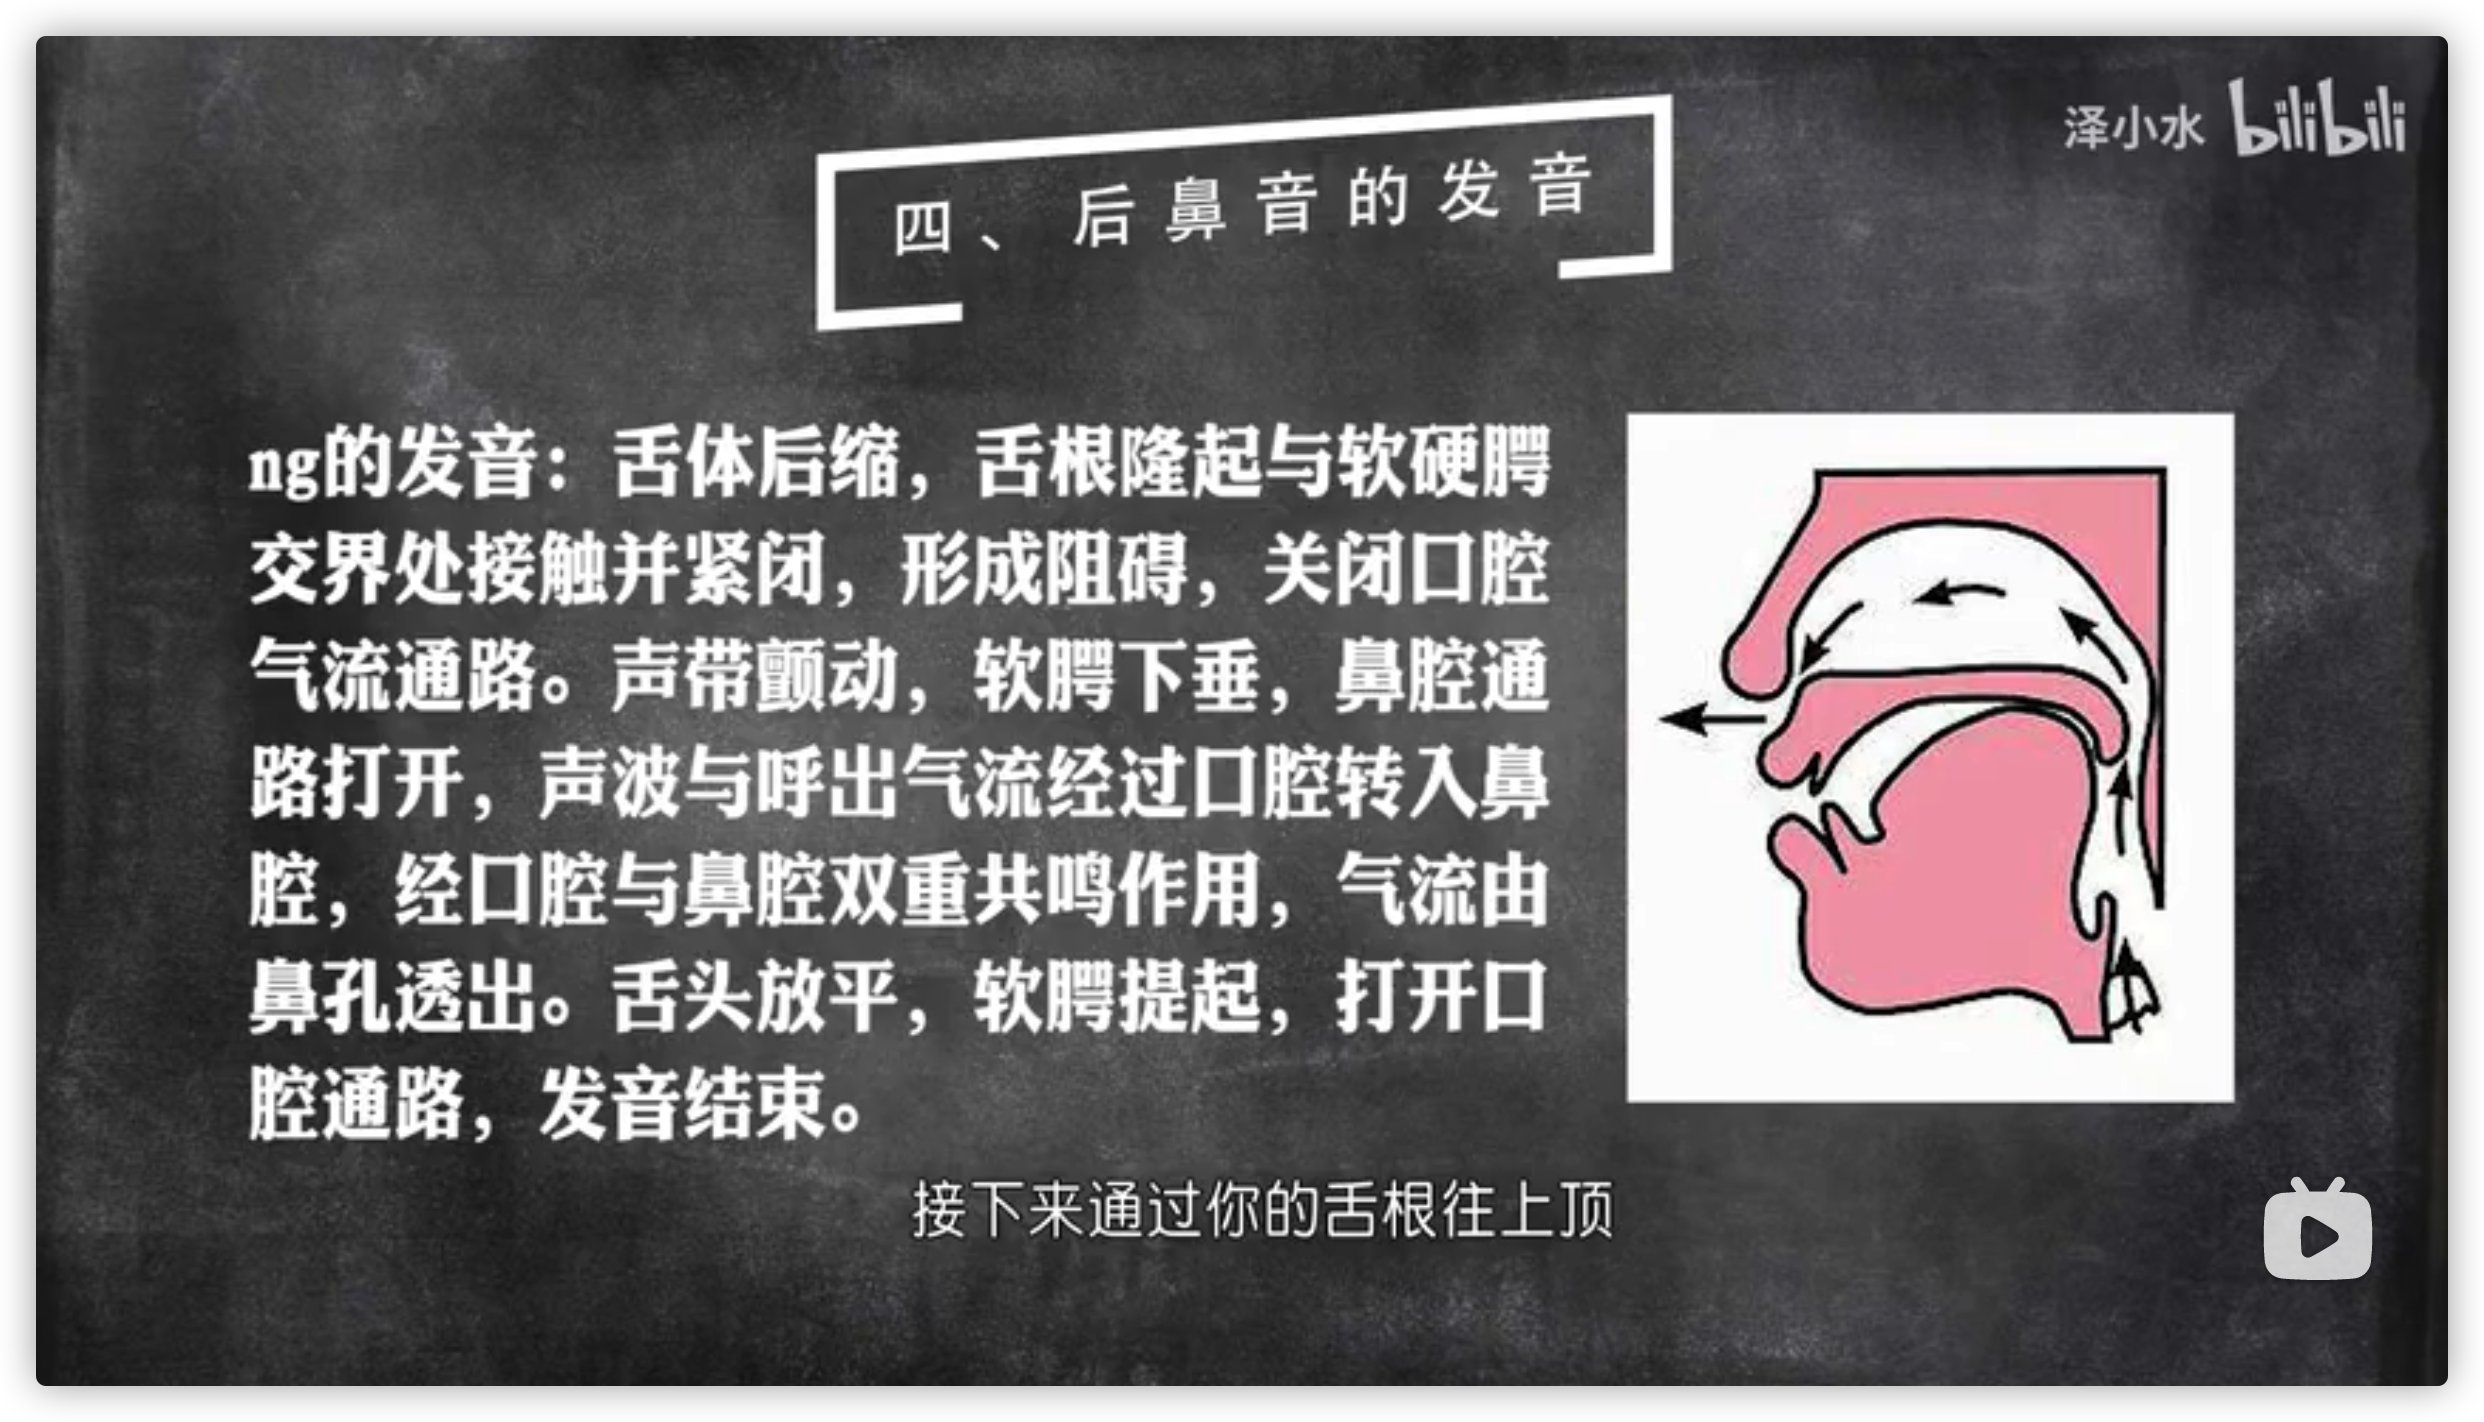 泽小水 bilibili
四、后鼻音的发音
ng的发音：舌体后缩，舌根隆起与软硬腭
交界处接触并紧闭，形成阻碍，关闭口腔
气流通路。声带颤动，软腭下垂，鼻腔通
路打开，声波与呼出气流经过口腔转入鼻
腔，经口腔与鼻腔双重共鸣作用，气流由
鼻孔透出。舌头放平，软腭提起，打开口
腔通路，发音结束。
接下来通过你的舌根往上顶